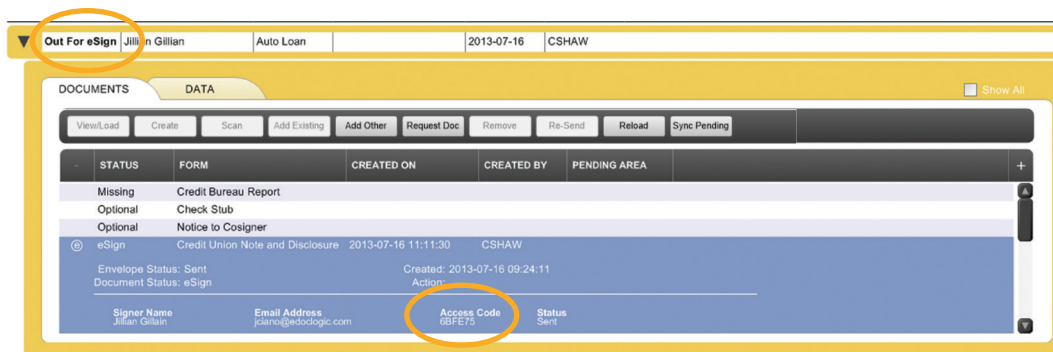 Out For eSign Jillian Gillian Auto Loan 2013-07-16 CSHAW
DOCUMENTS DATA Show All
View/Load Create Scan Add Existing Add Other Request Doc Remove Re-Send Reload Sync Pending
- STATUS FORM CREATED ON CREATED BY PENDING AREA +
Missing Credit Bureau Report
Optional Check Stub
Optional Notice to Cosigner
e eSign Credit Union Note and Disclosure 2013-07-16 11:11:30 CSHAW
Envelope Status: Sent Created: 2013-07-16 09:24:11
Document Status: eSign Action:
Signer Name Email Address Access Code Status
Jillian Gillain jciano@edoclogic.com 6BFE75 Sent